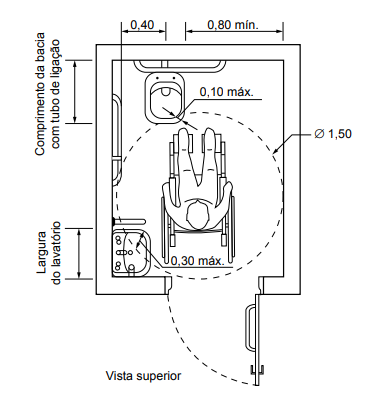 0,40
0,80 mín.
Comprimento da bacia
com tubo de ligação
0,10 máx.
∅ 1,50
Largura
do lavatório
0,30 máx.
Vista superior